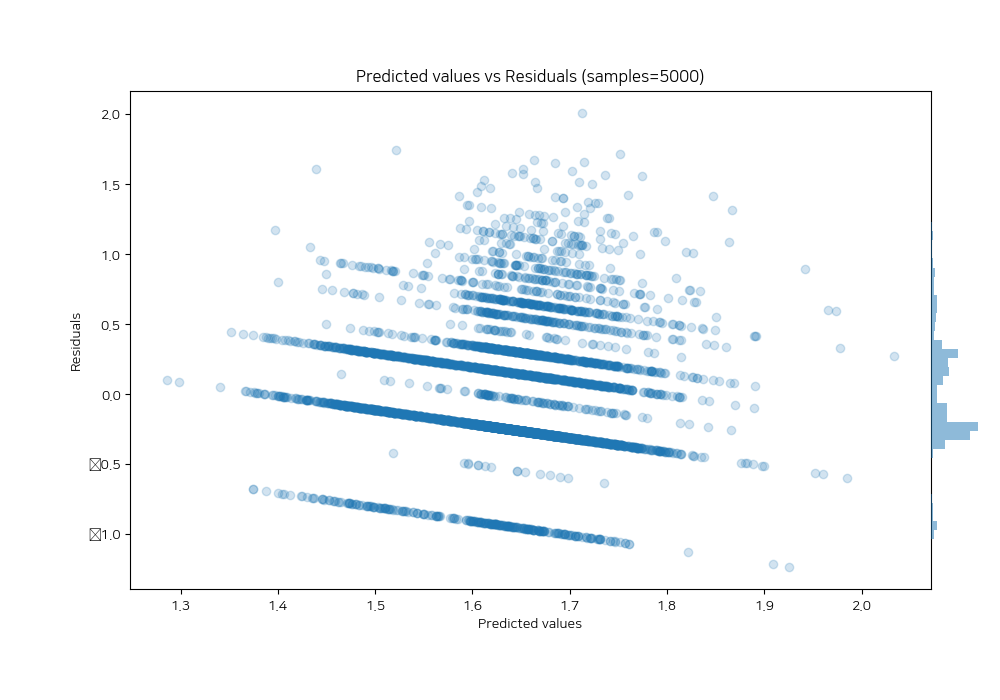 Predicted values vs Residuals (samples=5000)
2.0
1.5
1.0
0.5
0.0
☒0.5
☒1.0
Residuals
1.3 1.4 1.5 1.6 1.7 1.8 1.9 2.0
Predicted values